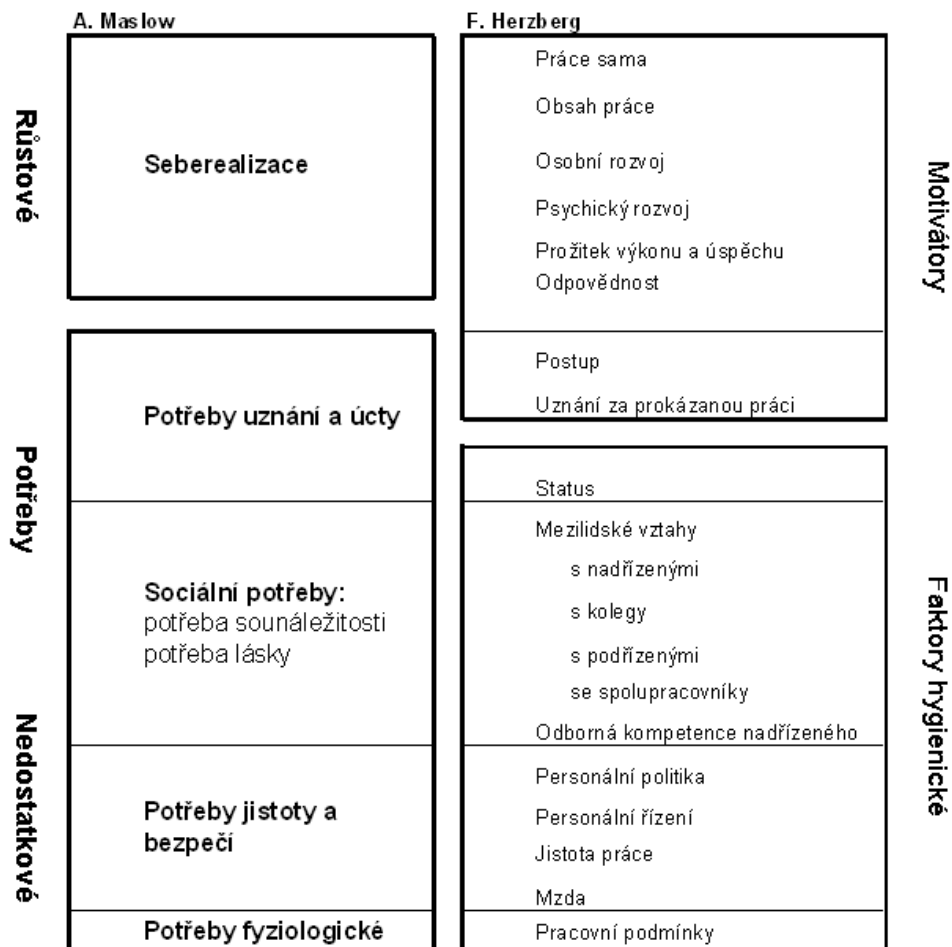 A. Maslow
F. Herzberg
Růstové
Potřeby
Nedostatkové
Seberealizace
Potřeby uznání a úcty
Sociální potřeby:
potřeba sounáležitosti
potřeba lásky
Potřeby jistoty a
bezpečí
Potřeby fyziologické
Práce sama
Obsah práce
Osobní rozvoj
Psychický rozvoj
Prožitek výkonu a úspěchu
Odpovědnost
Postup
Uznání za prokázanou práci
Status
Mezilidské vztahy
s nadřízenými
s kolegy
s podřízenými
se spolupracovníky
Odborná kompetence nadřízeného
Personální politika
Personální řízení
Jistota práce
Mzda
Pracovní podmínky
Motivátory
Faktory hygienické